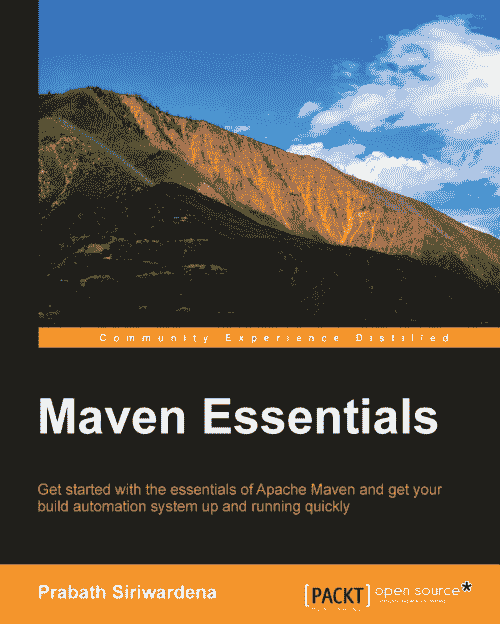 Community Experience Distilled
Maven Essentials
Get started with the essentials of Apache Maven and get your
build automation system up and running quickly
Prabath Siriwardena
[PACKT] open source*